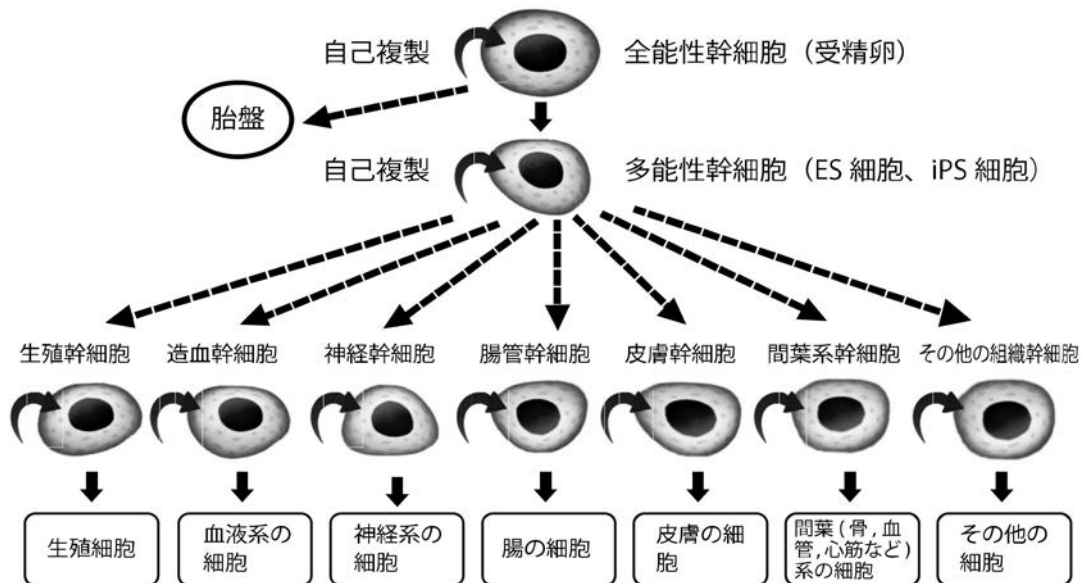 自己複製
全能性幹細胞（受精卵）
胎盤
自己複製
多能性幹細胞（ES 細胞、iPS 細胞）
生殖幹細胞
造血幹細胞
神経幹細胞
腸管幹細胞
皮膚幹細胞
間葉系幹細胞
その他の組織幹細胞
生殖細胞
血液系の
細胞
神経系の
細胞
腸の細胞
皮膚の細
胞
間葉(骨,血
管,心筋など)
系の細胞
その他の
細胞